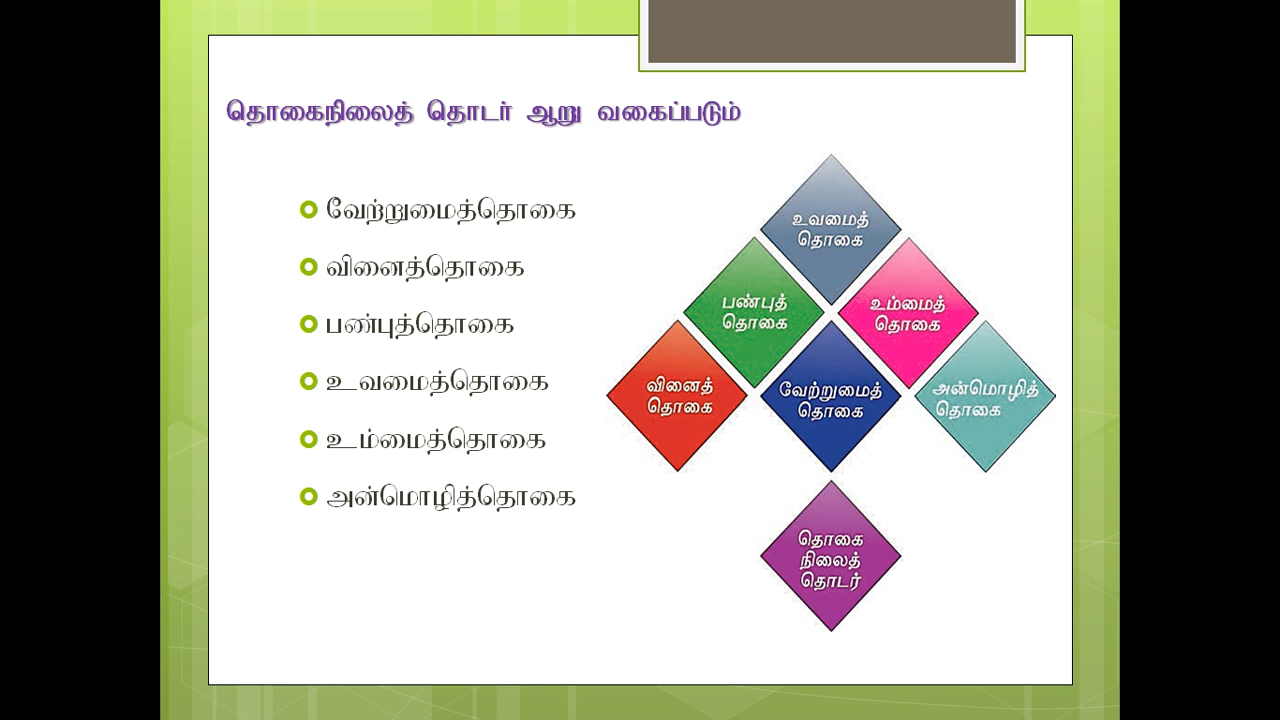 தொகைநிலைத் தொடர் ஆறு வகைப்படும்
வேற்றுமைத்தொகை
வினைத்தொகை
பண்புத்தொகை
உவமைத்தொகை
உம்மைத்தொகை
அன்மொழித்தொகை
உவமைத்
தொகை
பண்புத்
தொகை
உம்மைத்
தொகை
வினைத்
தொகை
வேற்றுமைத்
தொகை
அன்மொழித்
தொகை
தொகை
நிலைத்
தொடர்